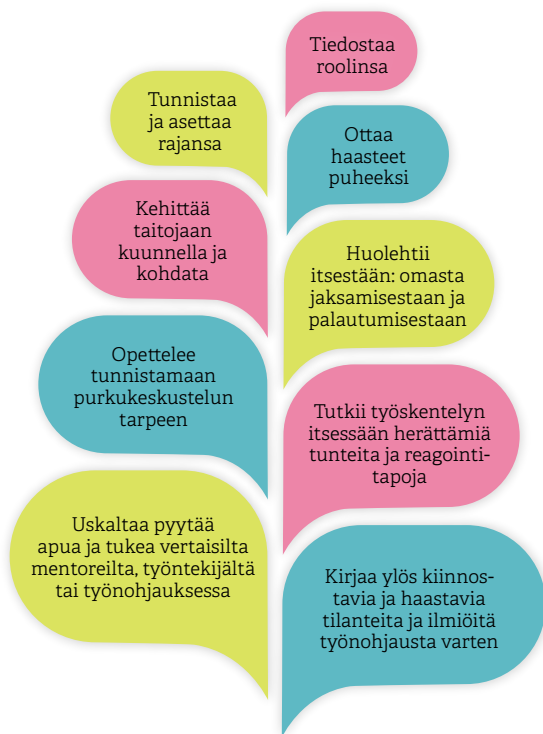 Tiedostaa
roolinsa
Tunnistaa
ja asettaa
rajansa
Ottaa
haasteet
puheeksi
Kehittää
taitojaan
kuunnella ja
kohdata
Huolehtii
itsestään: omasta
jaksamisestaan ja
palautumisestaan
Opettelee
tunnistamaan
purkukeskustelun
tarpeen
Tutkii työskentelyn
itsessään herättämiä
tunteita ja reagointi-
tapoja
Uskaltaa pyytää
apua ja tukea vertaisilta
mentoreilta, työntekijältä
tai työnohjauksessa
Kirjaa ylös kiinnos-
tavia ja haastavia
tilanteita ja ilmiöitä
työnohjausta varten